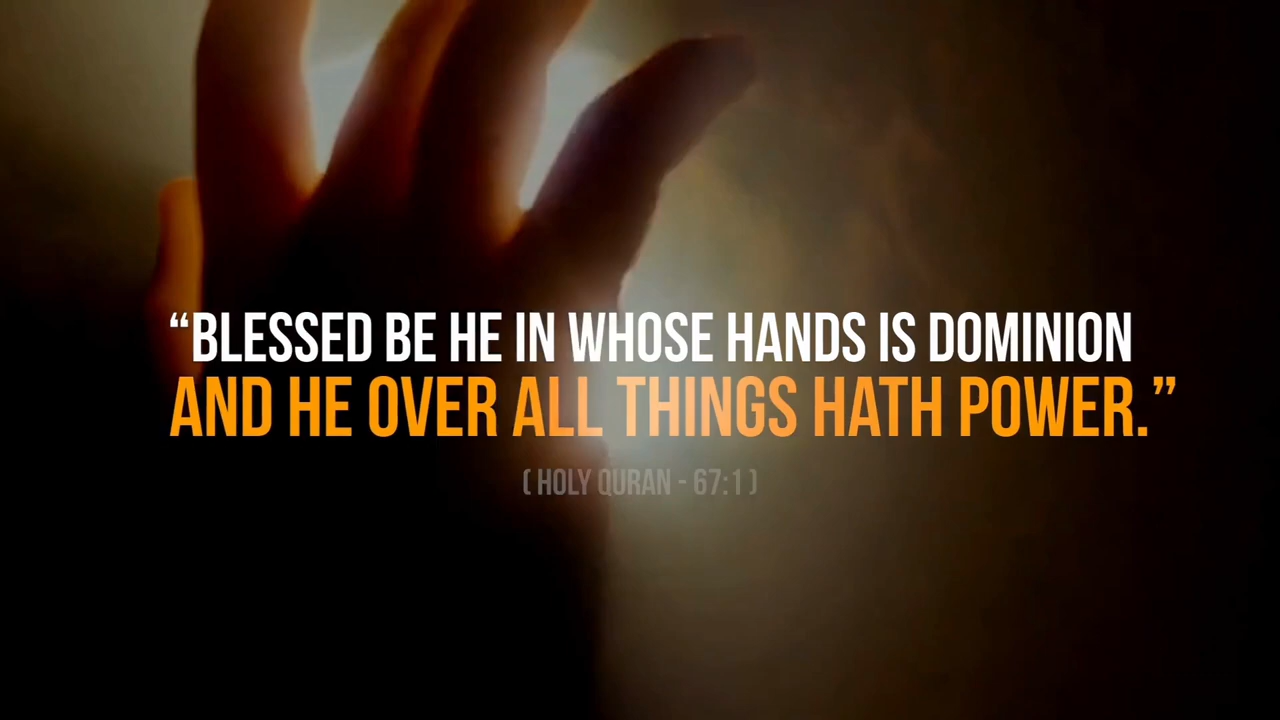 “BLESSED BE HE IN WHOSE HANDS IS DOMINION
AND HE OVER ALL THINGS HATH POWER.”
( HOLY QURAN - 67:1 )